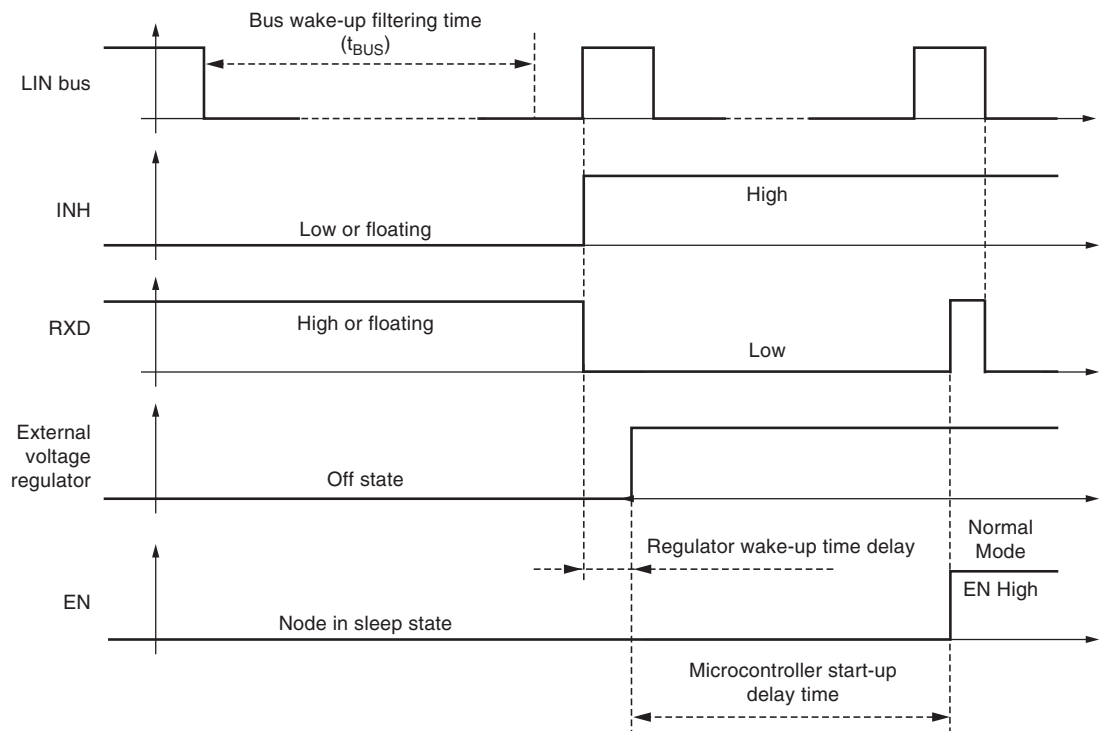 Bus wake-up filtering time
(tBUS)
LIN bus
INH
High
Low or floating
RXD
High or floating
Low
External
voltage
regulator
Off state
Regulator wake-up time delay
Normal
Mode
EN
EN High
Node in sleep state
Microcontroller start-up
delay time